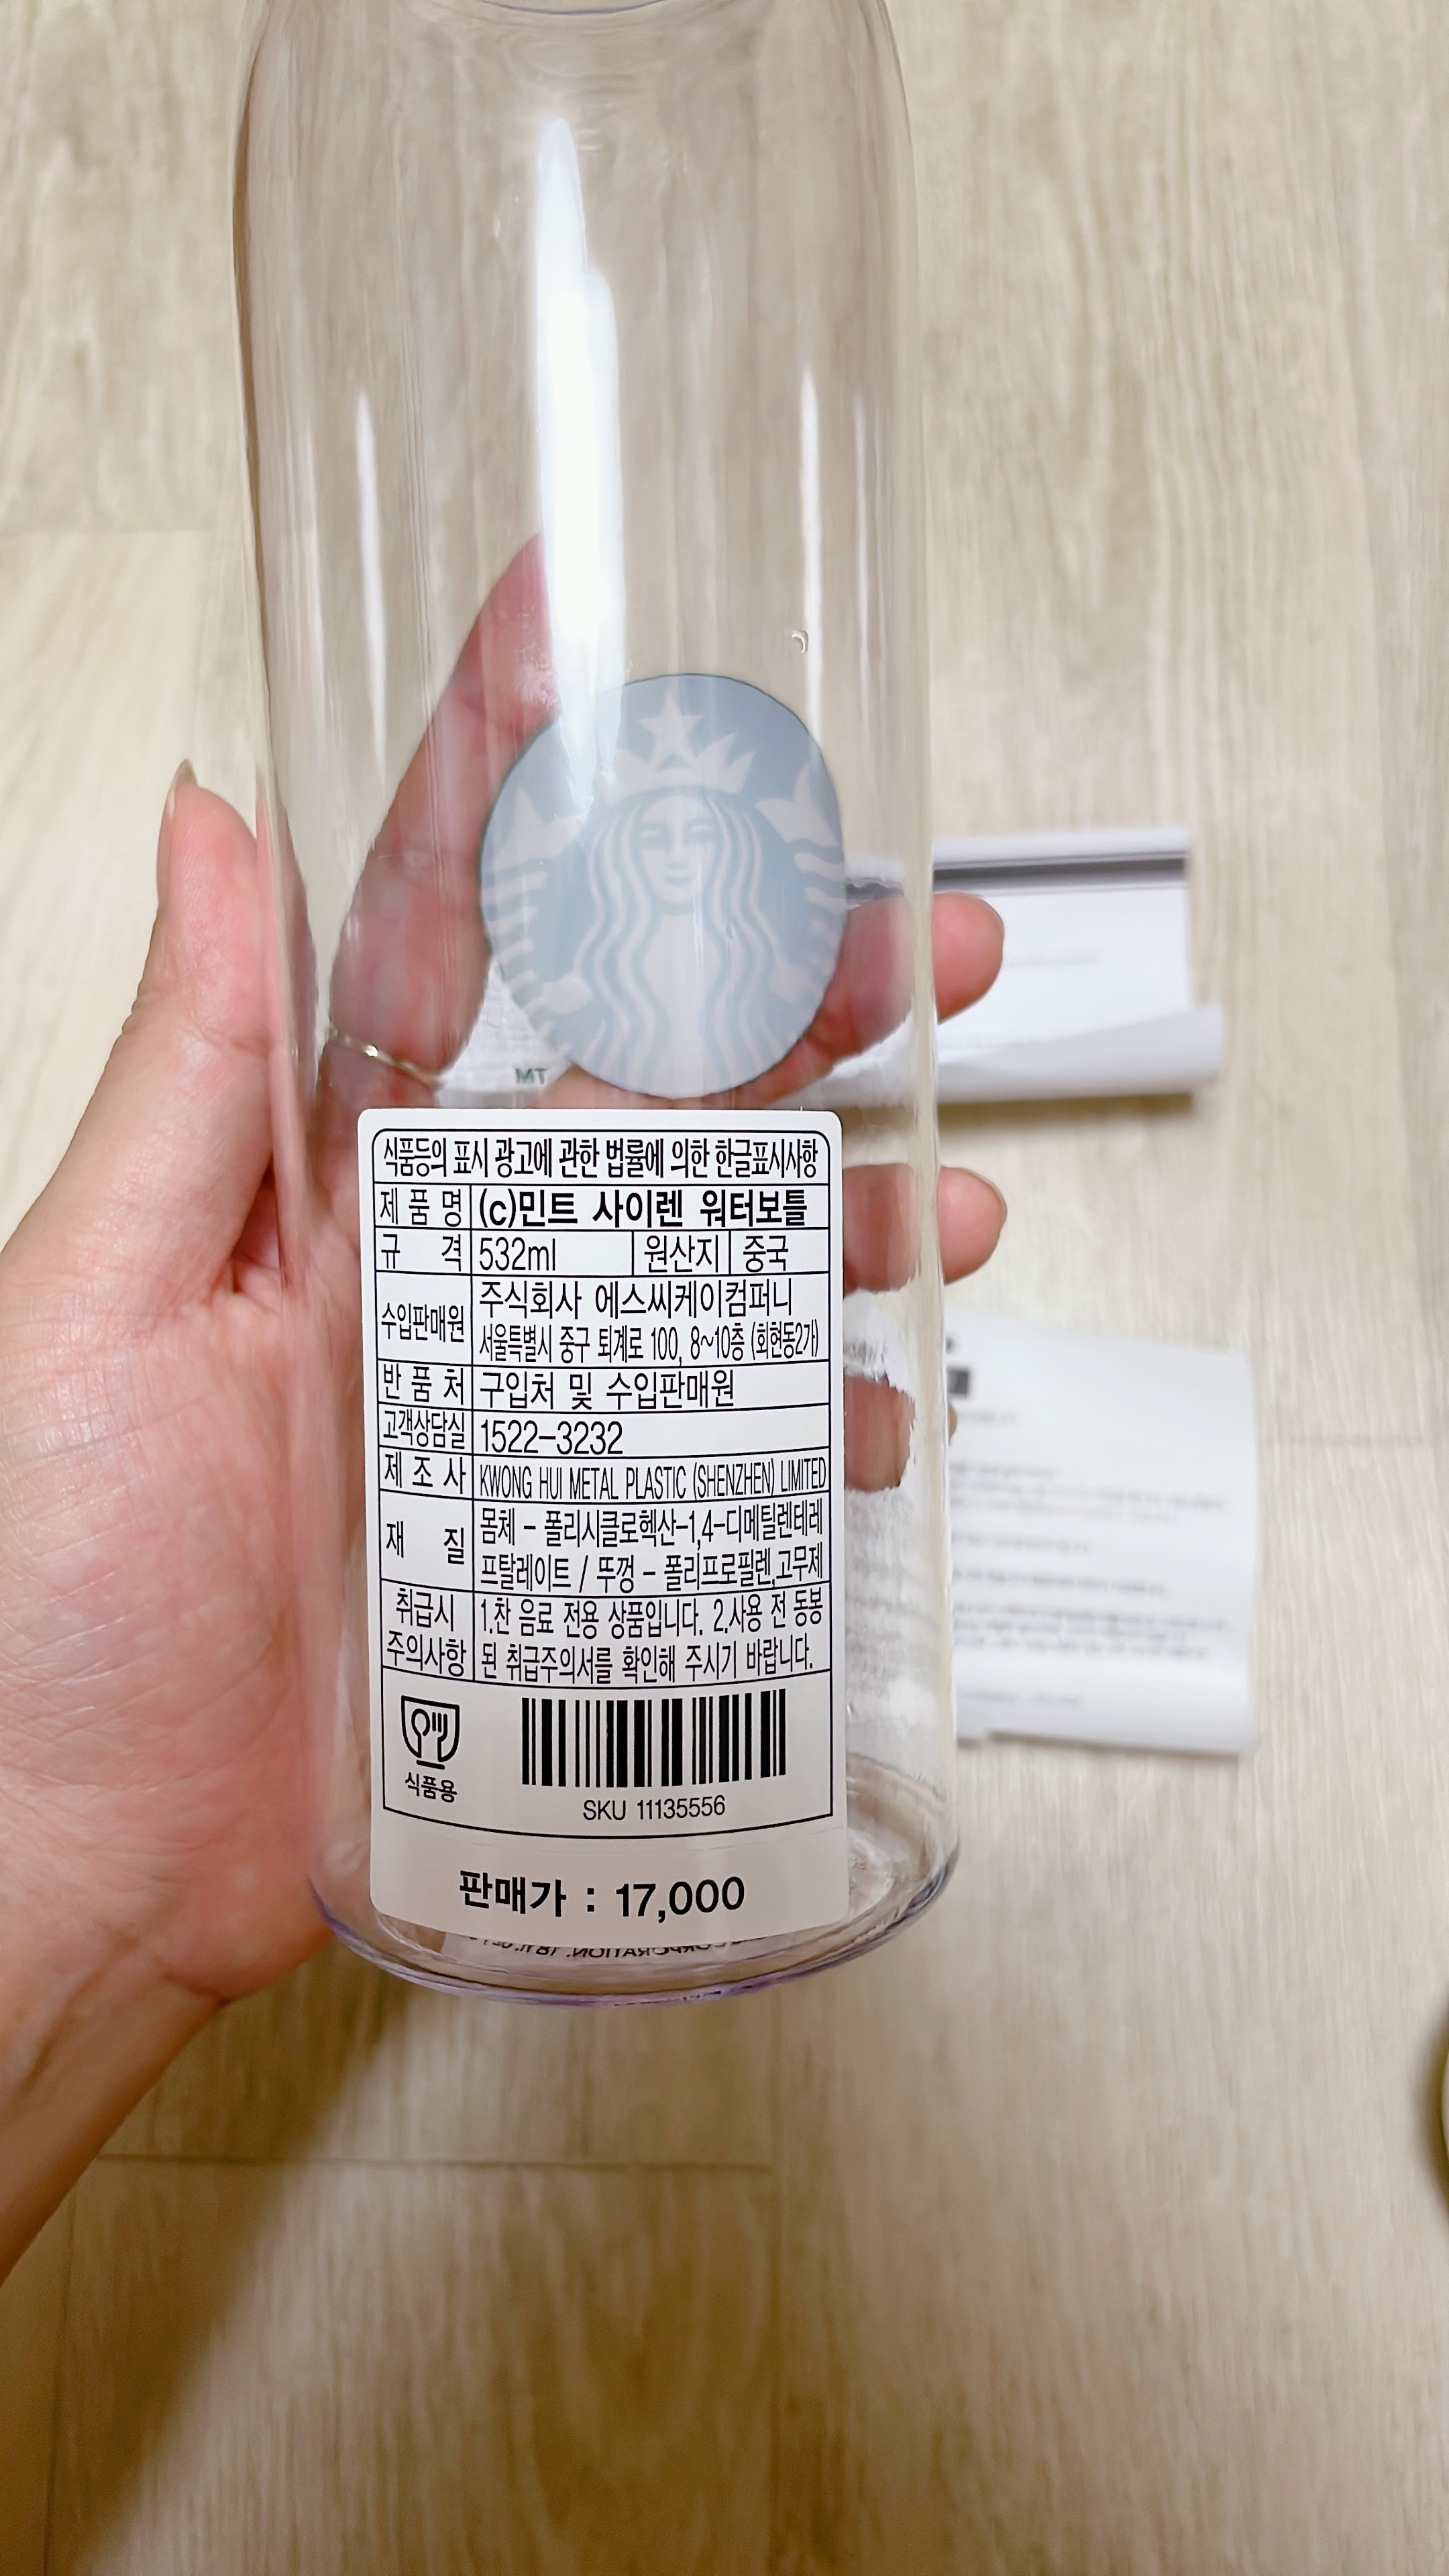 TM
식품등의 표시 광고에 관한 법률에 의한 한글표시사항
제 품 명 (c)민트 사이렌 워터보틀
규 격 532ml 원산지 중국
수입판매원 주식회사 에스씨케이컴퍼니
서울특별시 중구 퇴계로 100, 8~10층 (회현동2가)
반 품 처 구입처 및 수입판매원
고객상담실 1522-3232
제 조 사 KWONG HUI METAL PLASTIC (SHENZHEN) LIMITED
재 질 몸체 - 폴리시클로헥산-1,4-디메틸렌테레
프탈레이트 / 뚜껑 - 폴리프로필렌,고무제
취급시 1.찬 음료 전용 상품입니다. 2.사용 전 동봉
주의사항 된 취급주의서를 확인해 주시기 바랍니다.
식품용
SKU 11135556
판매가 : 17,000
CORPORATION.